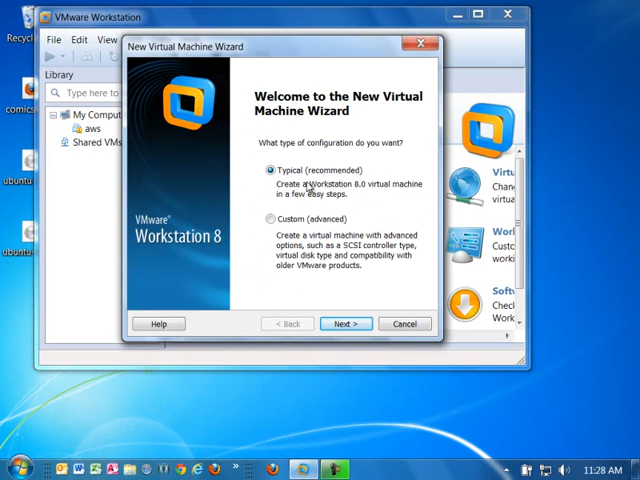 Recycl
VMware Workstation
File Edit View
Library
Type here to
My Compu
aws
Shared VMs
comics
ubuntu
ubuntu
New Virtual Machine Wizard
VMware®
Workstation 8
Welcome to the New Virtual
Machine Wizard
What type of configuration do you want?
Typical (recommended)
Create a Workstation 8.0 virtual machine
in a few easy steps.
Custom (advanced)
Create a virtual machine with advanced
options, such as a SCSI controller type,
virtual disk type and compatibility with
older VMware products.
Help
< Back
Next >
Cancel
Virtu
Chan
Wor
Custo
worki
Softw
Check
Work
11:28 AM